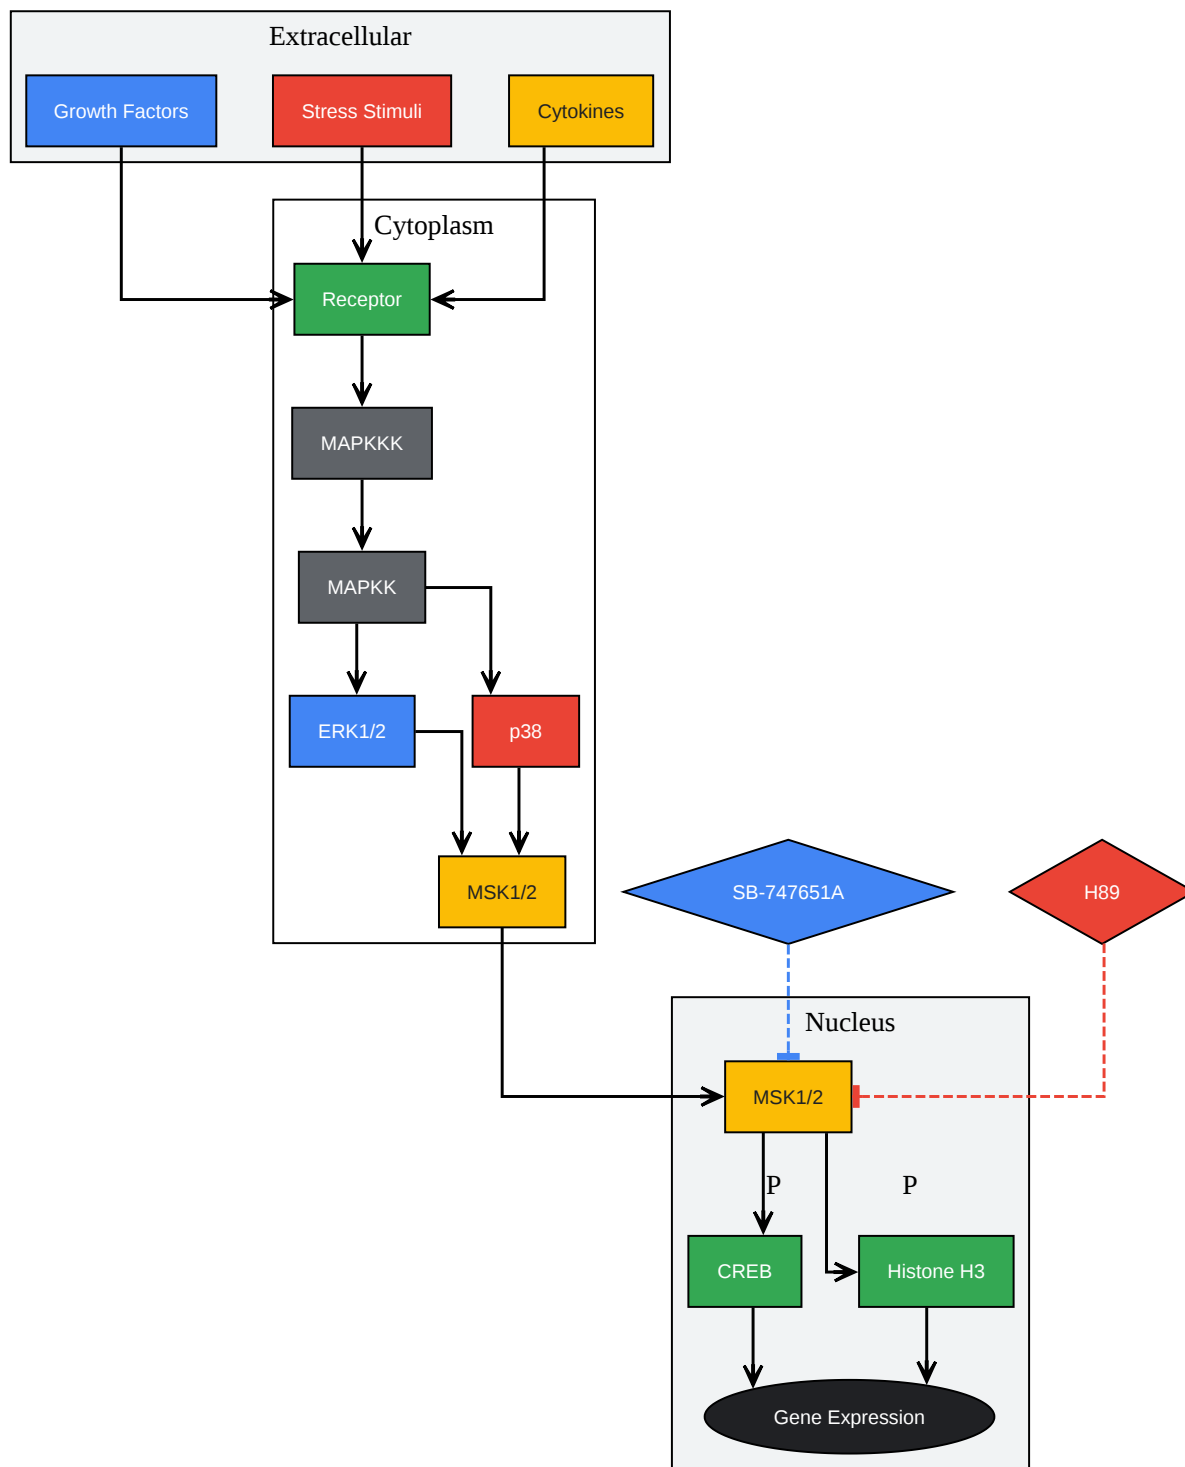 Extracellular
Growth Factors
Stress Stimuli
Cytokines
Cytoplasm
Receptor
MAPKKK
MAPKK
ERK1/2
p38
MSK1/2
SB-747651A
H89
Nucleus
MSK1/2
P
P
CREB
Histone H3
Gene Expression